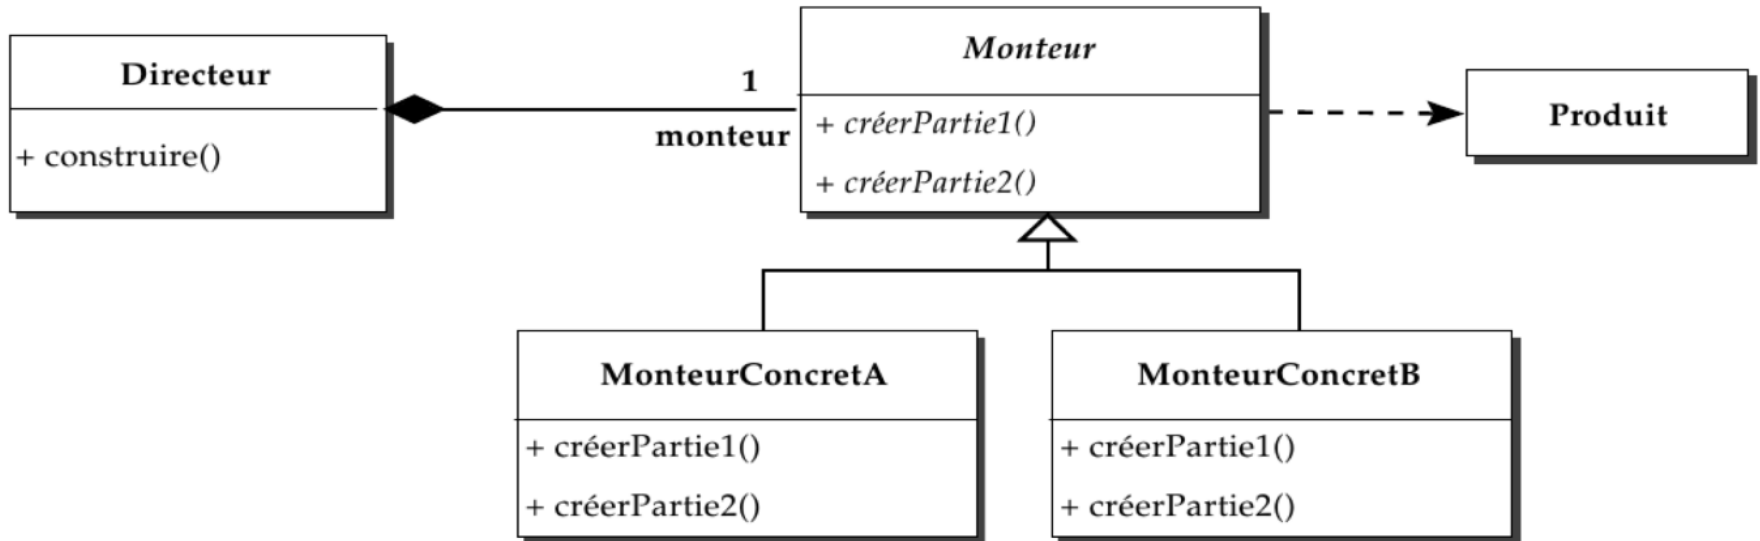 Directeur
+ construire()
1
monteur
Monteur
+ créerPartie1()
+ créerPartie2()
Produit
MonteurConcretA
+ créerPartie1()
+ créerPartie2()
MonteurConcretB
+ créerPartie1()
+ créerPartie2()